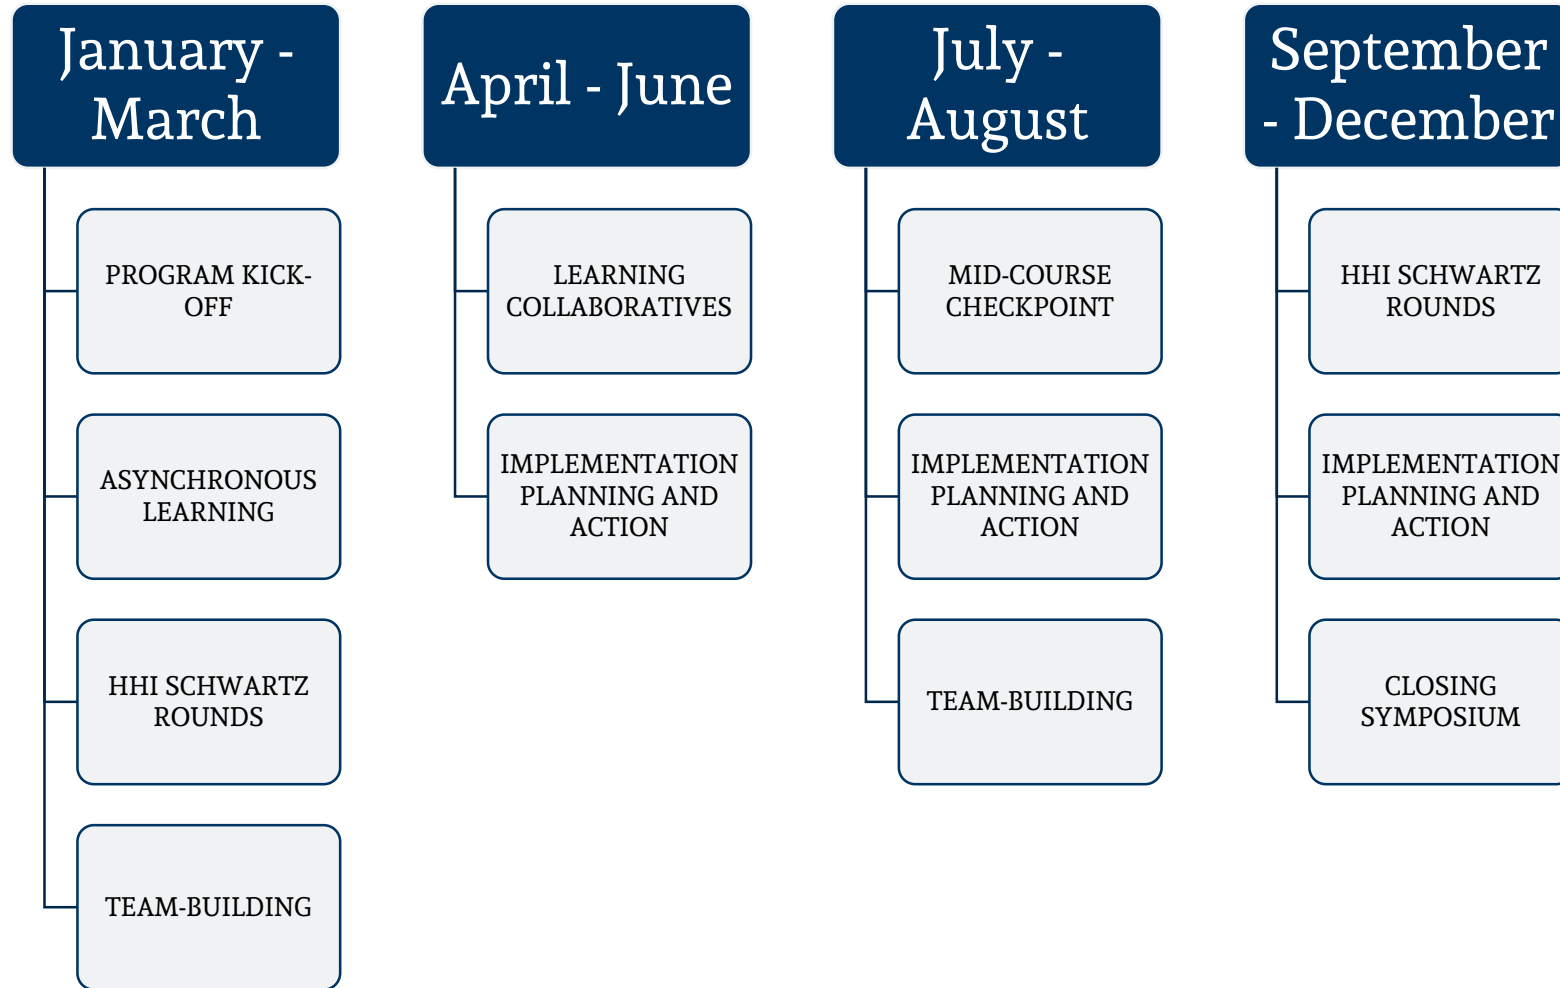 January -
March
PROGRAM KICK-
OFF
ASYNCHRONOUS
LEARNING
HHI SCHWARTZ
ROUNDS
TEAM-BUILDING
April - June
LEARNING
COLLABORATIVES
IMPLEMENTATION
PLANNING AND
ACTION
July -
August
MID-COURSE
CHECKPOINT
IMPLEMENTATION
PLANNING AND
ACTION
TEAM-BUILDING
September
- December
HHI SCHWARTZ
ROUNDS
IMPLEMENTATION
PLANNING AND
ACTION
CLOSING
SYMPOSIUM